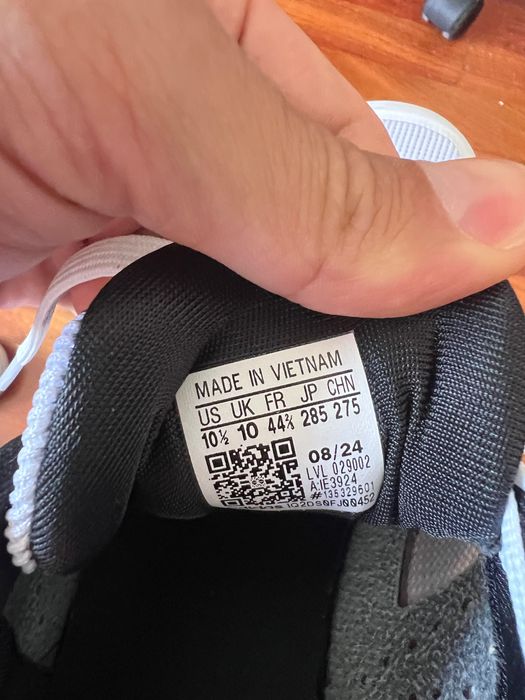 MADE IN VIETNAM
US UK FR JP CHN
10½ 10 44⅔ 285 275
08/24
LVL 029002
A:IE3924
#135329601
IQ2DS0FJ00452